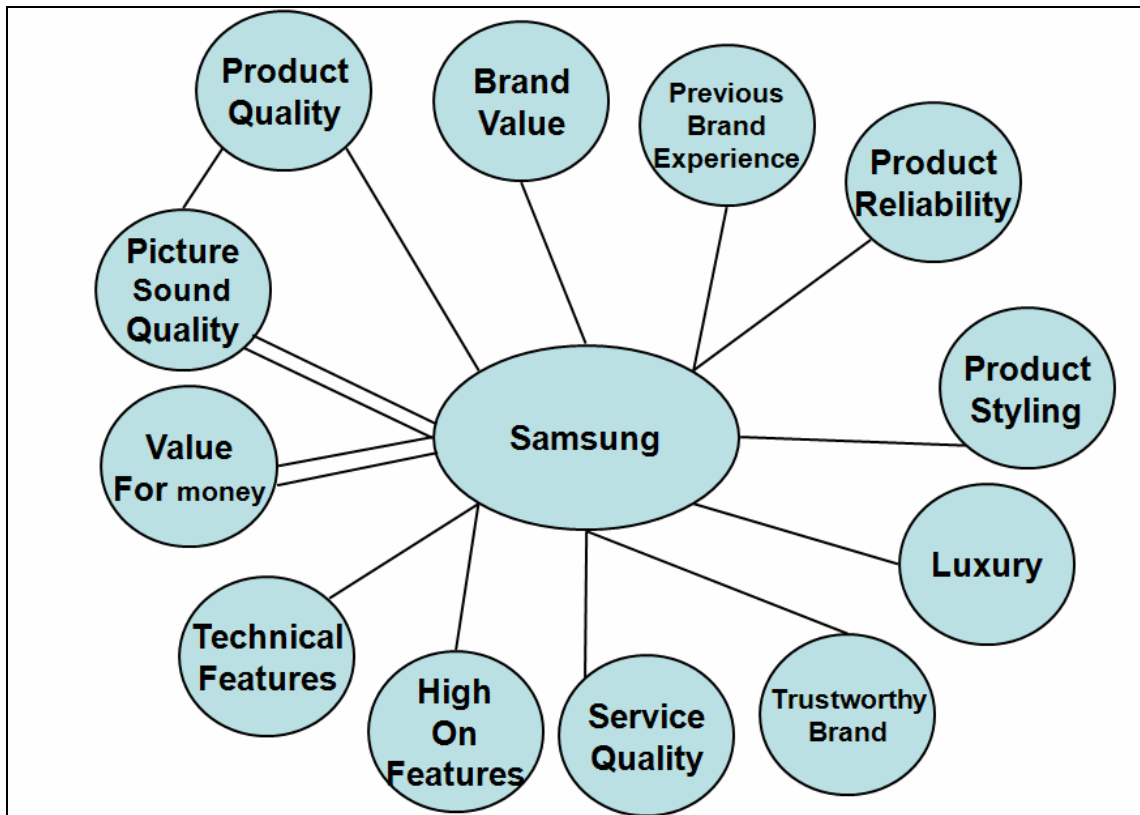 Product
Quality
Brand
Value
Previous
Brand
Experience
Product
Reliability
Picture
Sound
Quality
Product
Styling
Samsung
Value
For money
Luxury
Technical
Features
High
On
Features
Service
Quality
Trustworthy
Brand